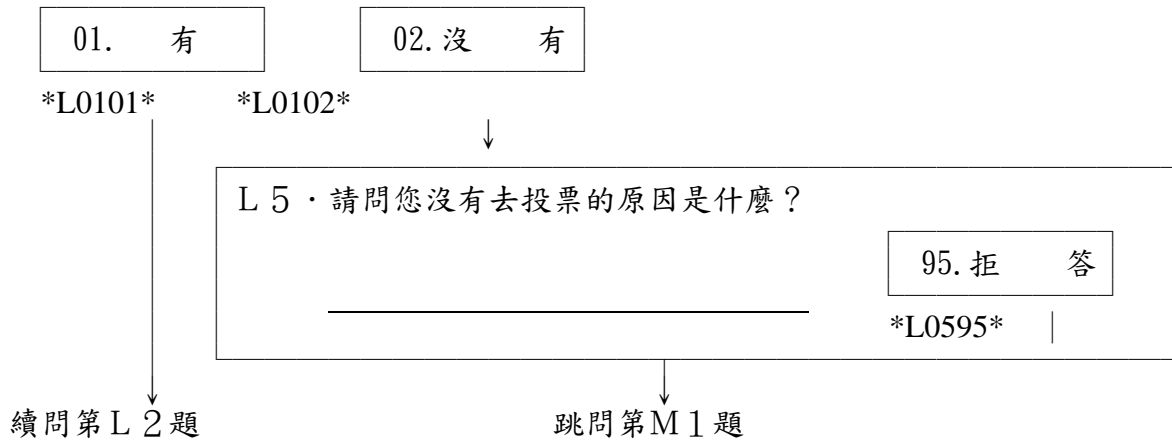 01. 有 02.沒 有
*L0101* *L0102*
Ｌ５．請問您沒有去投票的原因是什麼？
95.拒 答
*L0595*
續問第Ｌ２題 跳問第Ｍ１題